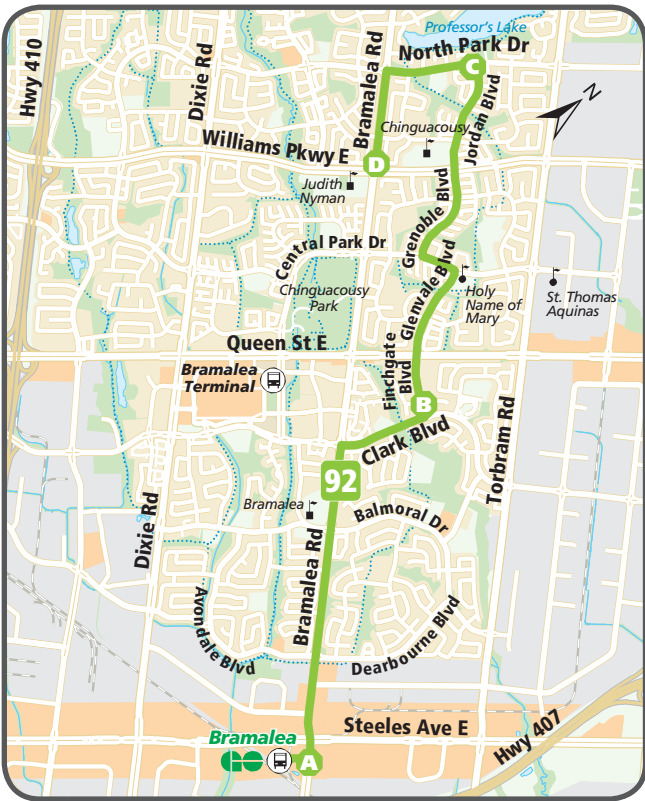 Professor's Lake
North Park Dr
C
Hwy 410
Dixie Rd
Bramalea Rd
Jordan Blvd
N
Chinguacousy
Williams Pkwy E
D
Judith
Nyman
Grenoble Blvd
Central Park Dr
Chinguacousy
Park
Glenvale Blvd
Holy
Name of
Mary
St. Thomas
Aquinas
Queen St E
Bramalea
Terminal
Finchgate
Blvd
B
Clark Blvd
Torbram Rd
92
Bramalea
Balmoral Dr
Dixie Rd
Bramalea Rd
Avondale Blvd
Dearbourne Blvd
Steeles Ave E
Hwy 407
Bramalea
GO
A